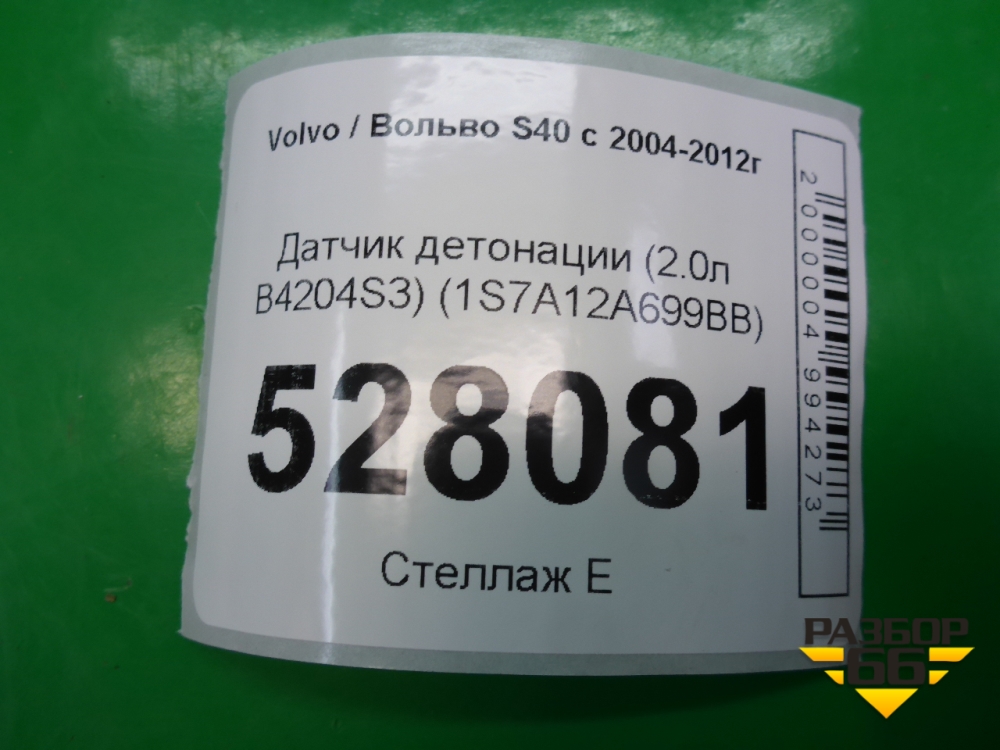 Volvo / Вольво S40 с 2004-2012г
Датчик детонации (2.0л
B4204S3) (1S7A12A699BB)
528081
Стеллаж Е
2000004994273
РАЗБОР
66